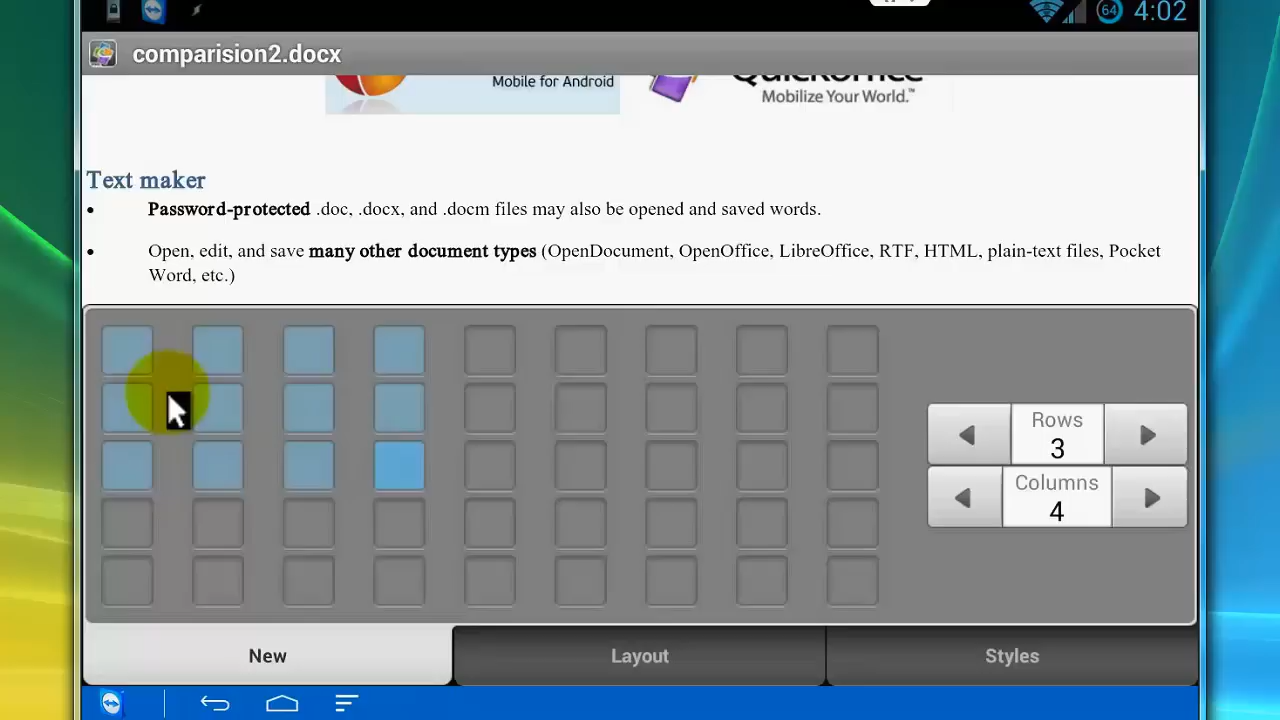 64 4:02
comparision2.docx
Mobile for Android
Quickoffice
Mobilize Your World.™
Text maker
• Password-protected .doc, .docx, and .docm files may also be opened and saved words.
• Open, edit, and save many other document types (OpenDocument, OpenOffice, LibreOffice, RTF, HTML, plain-text files, Pocket
Word, etc.)
Rows
3
Columns
4
New Layout Styles